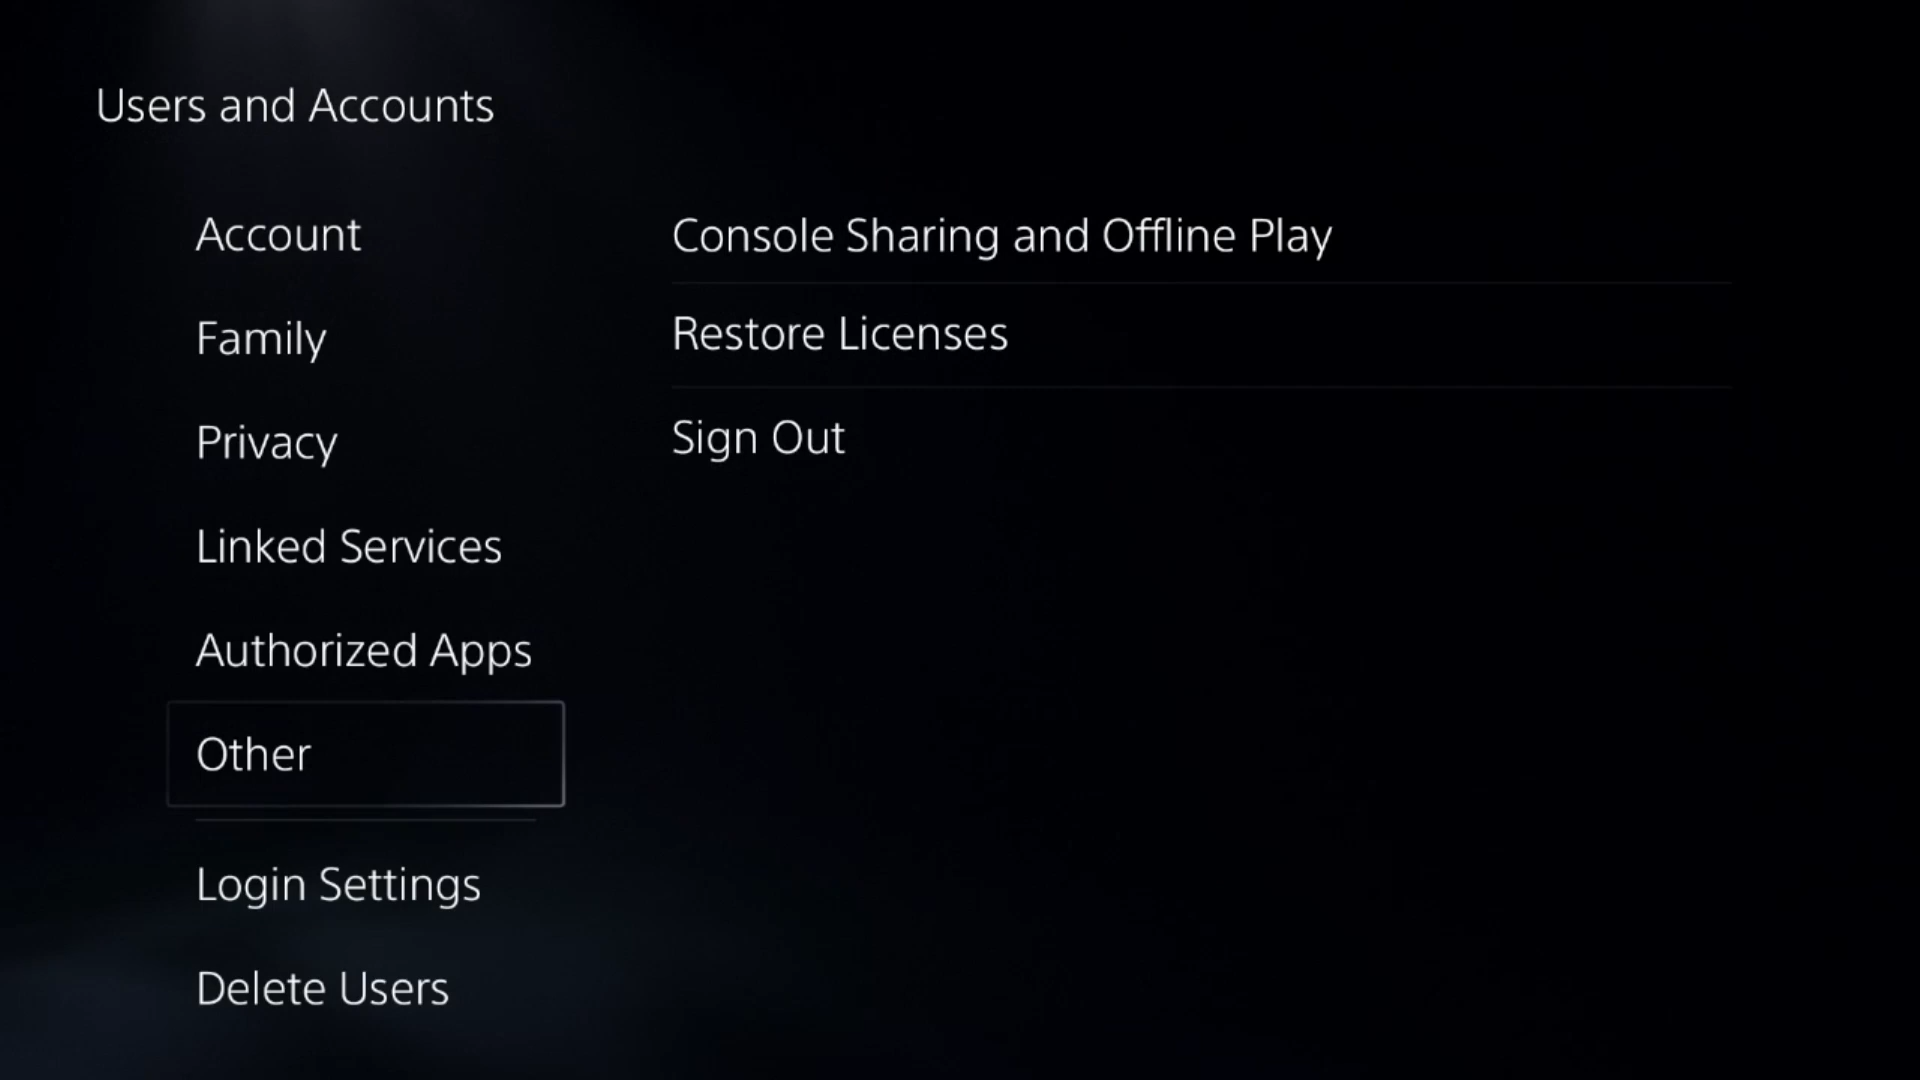 Users and Accounts
Account
Family
Privacy
Linked Services
Authorized Apps
Other
Login Settings
Delete Users
Console Sharing and Offline Play
Restore Licenses
Sign Out